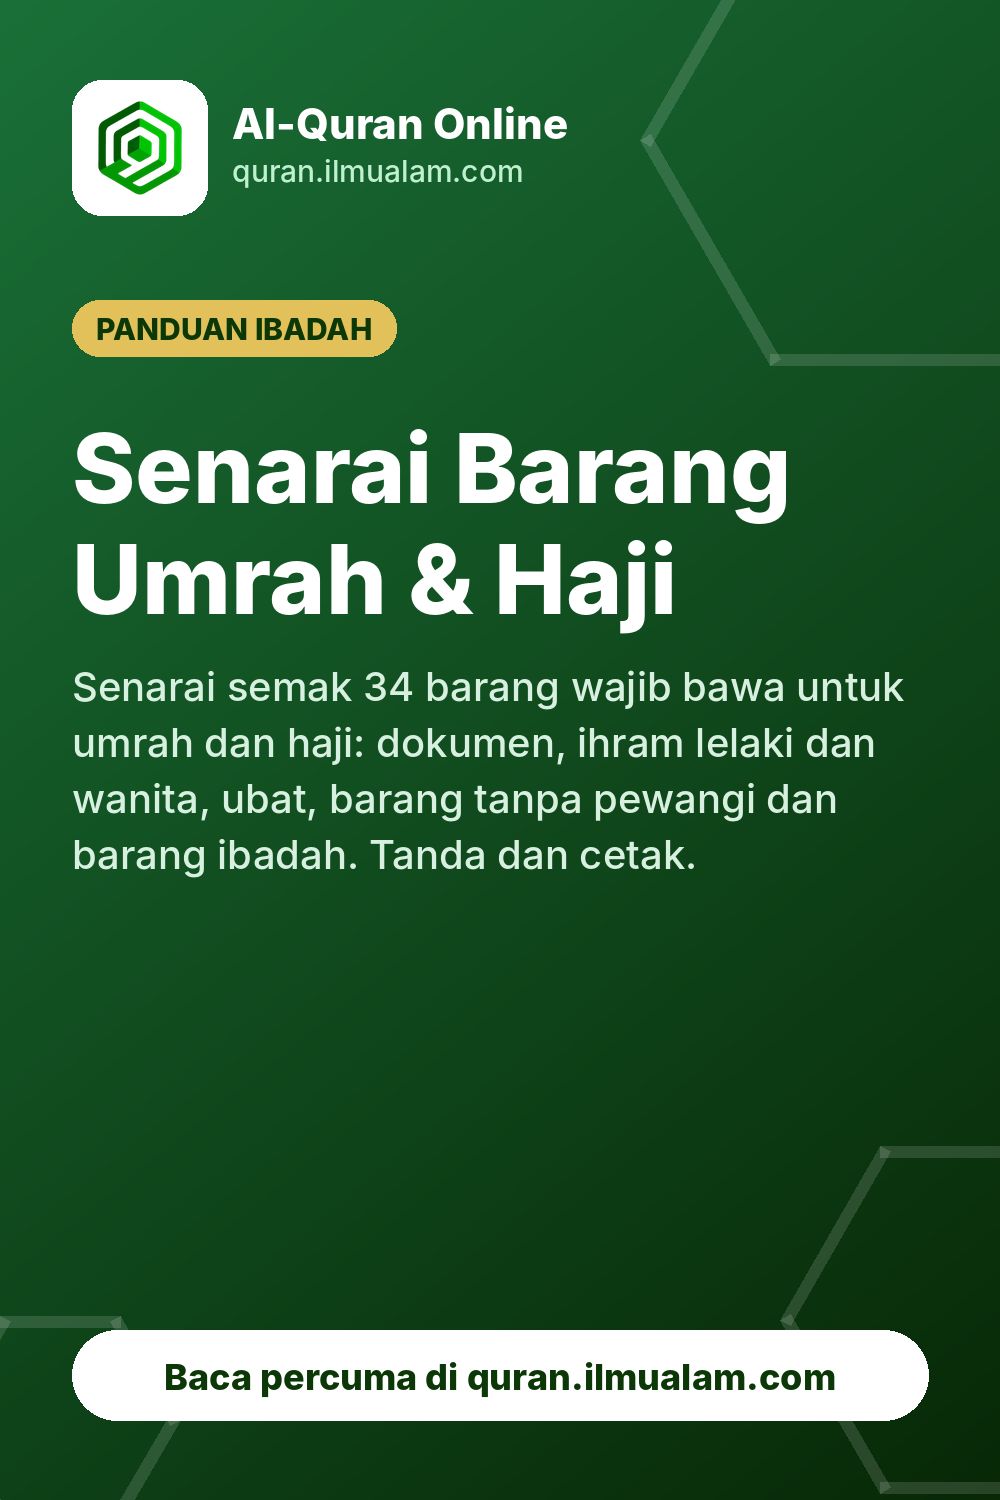 Al-Quran Online
quran.ilmualam.com
PANDUAN IBADAH
Senarai Barang
Umrah & Haji
Senarai semak 34 barang wajib bawa untuk
umrah dan haji: dokumen, ihram lelaki dan
wanita, ubat, barang tanpa pewangi dan
barang ibadah. Tanda dan cetak.
Baca percuma di quran.ilmualam.com